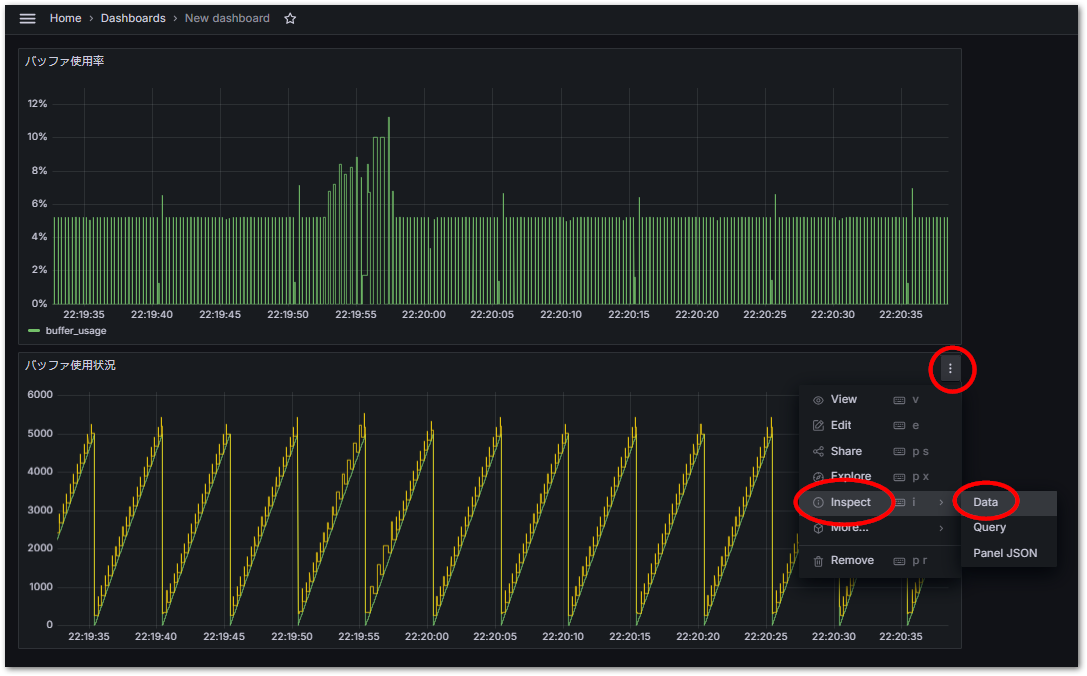 Home › Dashboards › New dashboard
バッファ使用率
12%
10%
8%
6%
4%
2%
0%
22:19:35 22:19:40 22:19:45 22:19:50 22:19:55 22:20:00 22:20:05 22:20:10 22:20:15 22:20:20 22:20:25 22:20:30 22:20:35
buffer_usage
バッファ使用状況
6000
5000
4000
3000
2000
1000
0
22:19:35 22:19:40 22:19:45 22:19:50 22:19:55 22:20:00 22:20:05 22:20:10 22:20:15 22:20:20 22:20:25 22:20:30 22:20:35
View v
Edit e
Share p s
Explore p x
Inspect i ›
More... ›
Remove p r
Data
Query
Panel JSON